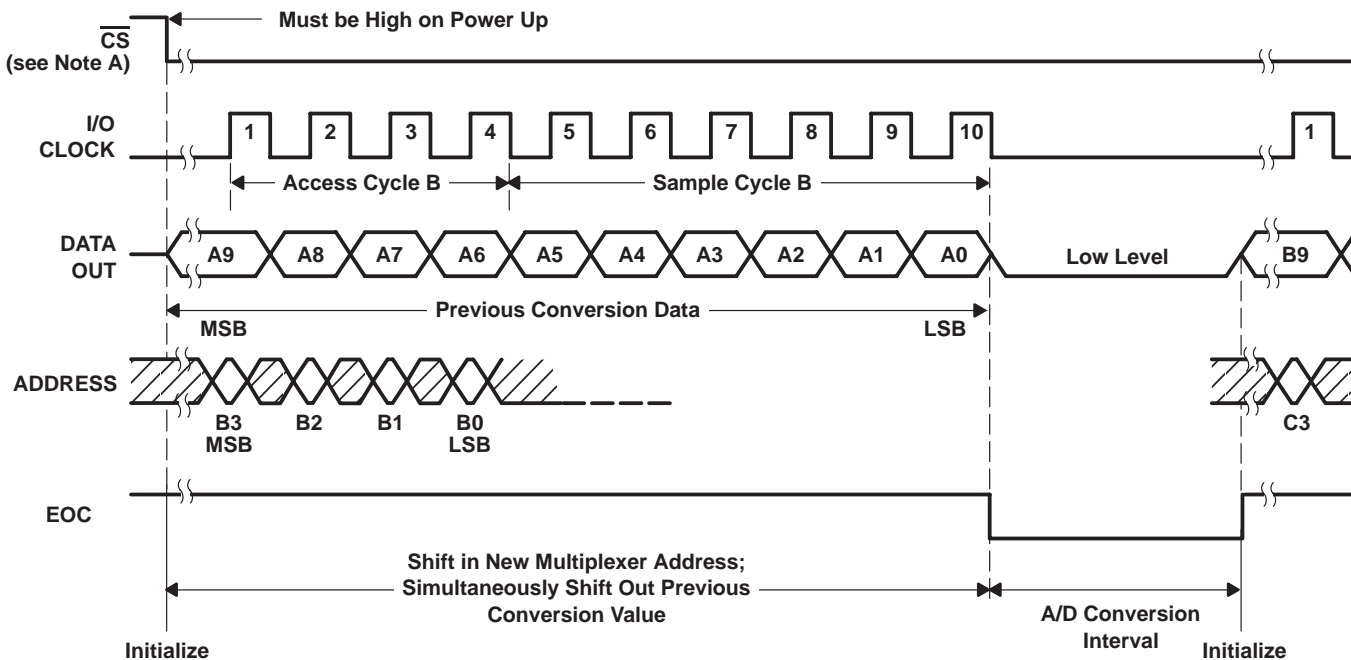 Must be High on Power Up
CS
(see Note A)
I/O
CLOCK
1 2 3 4 5 6 7 8 9 10 1
Access Cycle B Sample Cycle B
DATA
OUT
A9 A8 A7 A6 A5 A4 A3 A2 A1 A0 Low Level B9
Previous Conversion Data
MSB LSB
ADDRESS
B3 B2 B1 B0 C3
MSB LSB
EOC
Shift in New Multiplexer Address;
Simultaneously Shift Out Previous
Conversion Value
A/D Conversion
Interval
Initialize Initialize